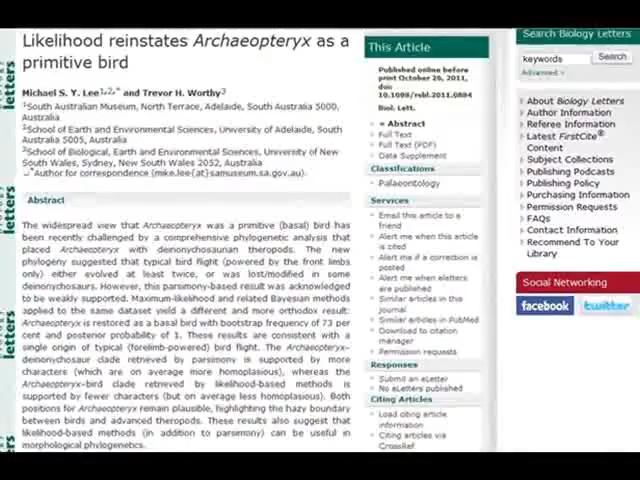 Likelihood reinstates Archaeopteryx as a
primitive bird
Michael S. Y. Lee1,2,* and Trevor H. Worthy3
1South Australian Museum, North Terrace, Adelaide, South Australia 5000,
Australia
2School of Earth and Environmental Sciences, University of Adelaide, South
Australia 5005, Australia
3School of Biological, Earth and Environmental Sciences, University of New
South Wales, Sydney, New South Wales 2052, Australia
*Author for correspondence (mike.lee{at}samuseum.sa.gov.au).
Abstract
The widespread view that Archaeopteryx was a primitive (basal) bird has
been recently challenged by a comprehensive phylogenetic analysis that
placed Archaeopteryx with deinonychosaurian theropods. The new
phylogeny suggested that typical bird flight (powered by the front limbs
only) either evolved at least twice, or was lost/modified in some
deinonychosaurs. However, this parsimony-based result was acknowledged
to be weakly supported. Maximum-likelihood and related Bayesian methods
applied to the same dataset yield a different and more orthodox result:
Archaeopteryx is restored as a basal bird with bootstrap frequency of 73 per
cent and posterior probability of 1. These results are consistent with a
single origin of typical (forelimb-powered) bird flight. The Archaeopteryx–
deinonychosaur clade retrieved by parsimony is supported by more
characters (which are on average more homoplasious), whereas the
Archaeopteryx–bird clade retrieved by likelihood-based methods is
supported by fewer characters (but on average less homoplasious). Both
positions for Archaeopteryx remain plausible, highlighting the hazy boundary
between birds and advanced theropods. These results also suggest that
likelihood-based methods (in addition to parsimony) can be useful in
morphological phylogenetics.
This Article
Published online before
print October 26, 2011,
doi:
10.1098/rsbl.2011.0884
Biol. Lett.
» Abstract
Full Text
Full Text (PDF)
Data Supplement
Classifications
Palaeontology
Services
Email this article to a
friend
Alert me when this article
is cited
Alert me if a correction is
posted
Alert me when eletters
are published
Similar articles in this
journal
Similar articles in PubMed
Download to citation
manager
Permission requests
Responses
Submit an eLetter
No eLetters published
Citing Articles
Load citing article
information
Citing articles via
CrossRef
Search Biology Letters
keywords
Search
Advanced »
About Biology Letters
Author Information
Referee Information
Latest FirstCite®
Content
Subject Collections
Publishing Podcasts
Publishing Policy
Purchasing Information
Permission Requests
FAQs
Contact Information
Recommend To Your
Library
Social Networking
facebook
twitter
letters
letters
letters
letters
letters